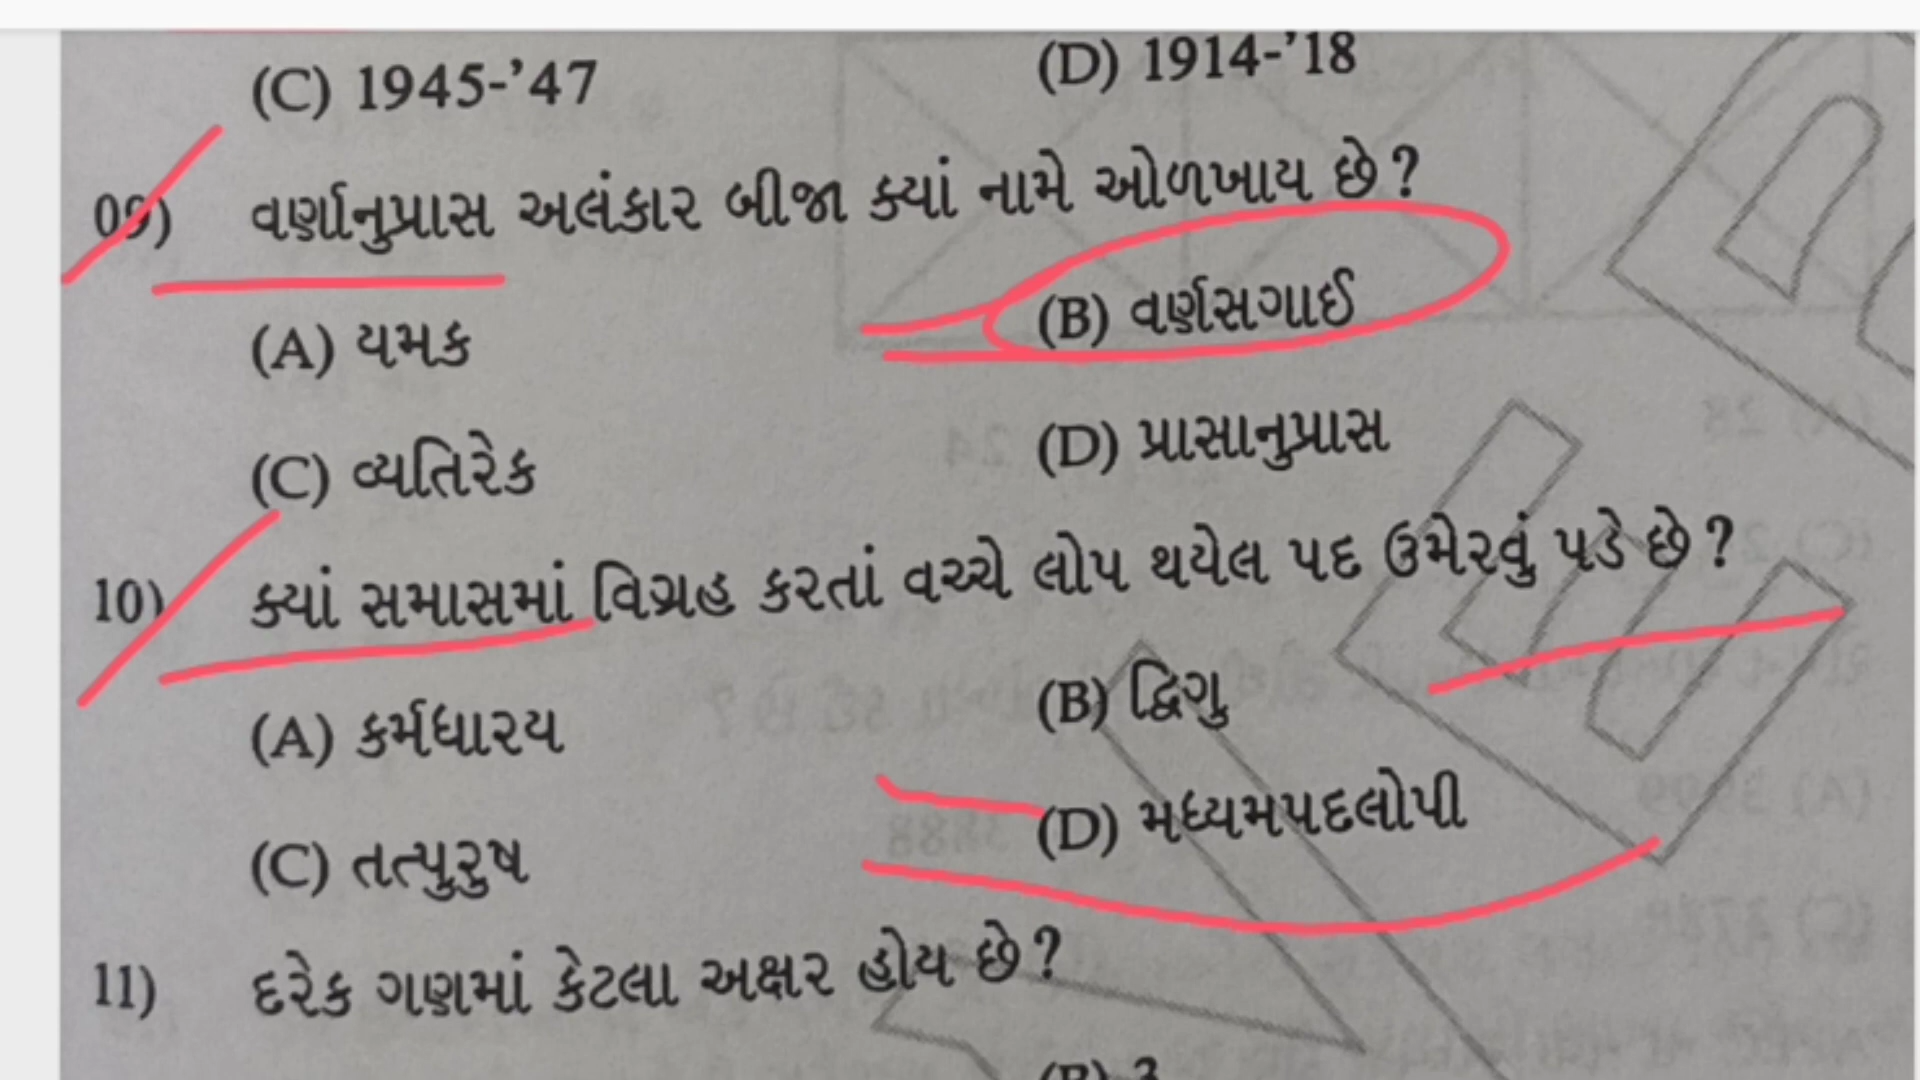 (C) 1945-’47 (D) 1914-’18
09) વર્ણાનુપ્રાસ અલંકાર બીજા ક્યાં નામે ઓળખાય છે?
(A) યમક (B) વર્ણસગાઈ
(C) વ્યતિરેક (D) પ્રાસાનુપ્રાસ
10) ક્યાં સમાસમાં વિગ્રહ કરતાં વચ્ચે લોપ થયેલ પદ ઉમેરવું પડે છે?
(A) કર્મધારય (B) દ્વિગુ
(C) તત્પુરુષ (D) મધ્યમપદલોપી
11) દરેક ગણમાં કેટલા અક્ષર હોય છે?